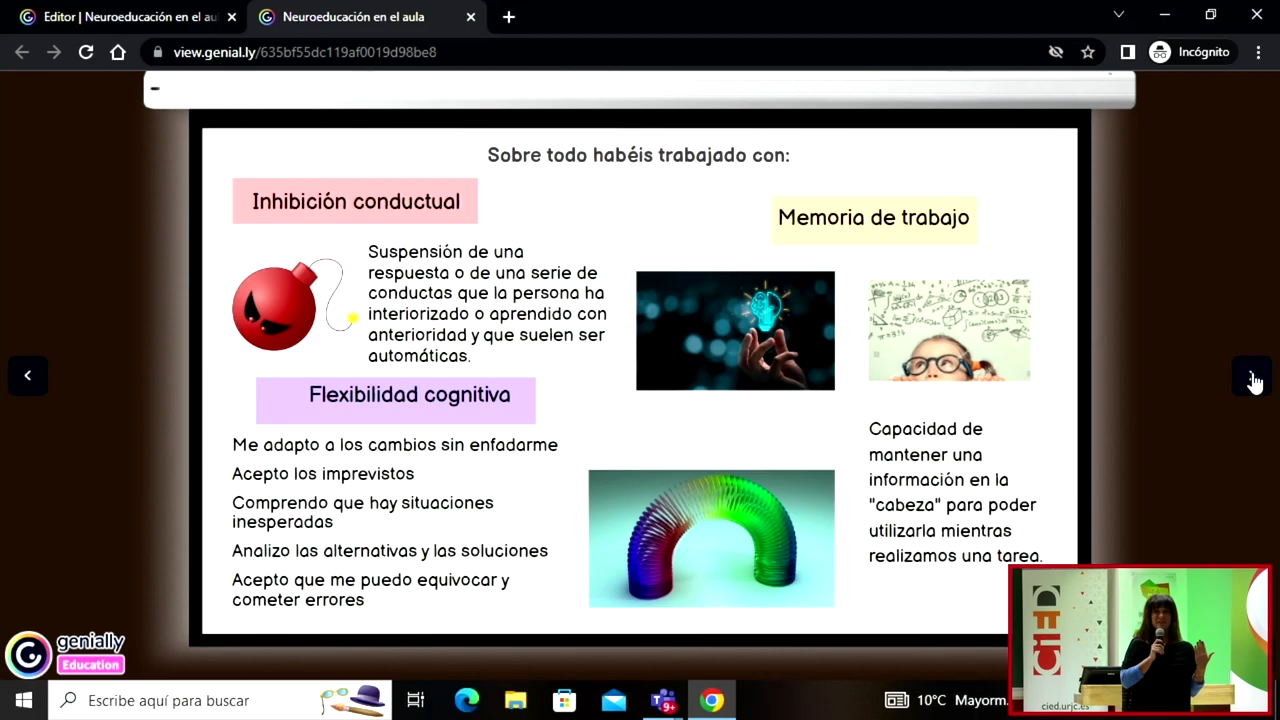 Editor | Neuroeducación en el au
Neuroeducación en el aula
view.genial.ly/635bf55dc119af0019d98be8
Incógnito
Sobre todo habéis trabajado con:
Inhibición conductual
Suspensión de una
respuesta o de una serie de
conductas que la persona ha
interiorizado o aprendido con
anterioridad y que suelen ser
automáticas.
Flexibilidad cognitiva
Me adapto a los cambios sin enfadarme
Acepto los imprevistos
Comprendo que hay situaciones
inesperadas
Analizo las alternativas y las soluciones
Acepto que me puedo equivocar y
cometer errores
Memoria de trabajo
Capacidad de
mantener una
información en la
"cabeza" para poder
utilizarla mientras
realizamos una tarea.
genially
Education
CIED
cied.urjc.es
Escribe aquí para buscar
9+
10°C Mayorm.